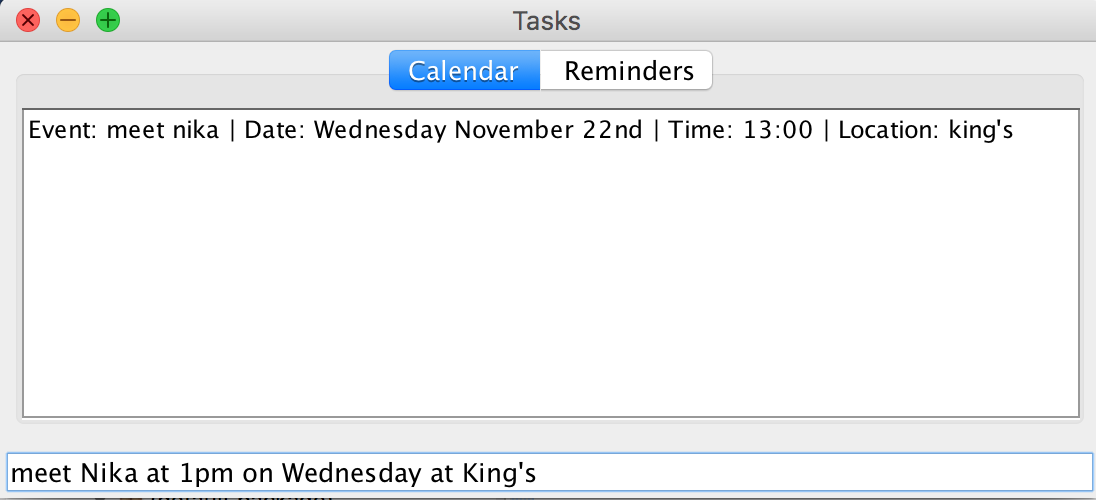 Tasks
Calendar Reminders
Event: meet nika | Date: Wednesday November 22nd | Time: 13:00 | Location: king's
meet Nika at 1pm on Wednesday at King's